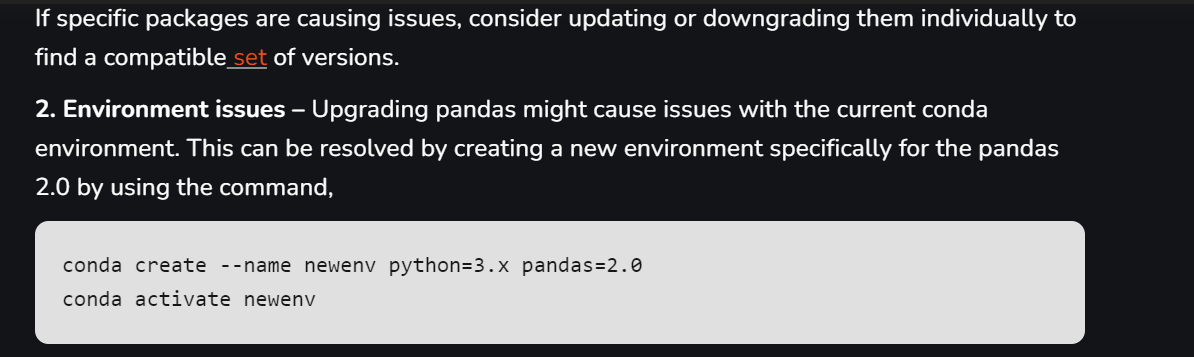 If specific packages are causing issues, consider updating or downgrading them individually to
find a compatible set of versions.
2. Environment issues – Upgrading pandas might cause issues with the current conda
environment. This can be resolved by creating a new environment specifically for the pandas
2.0 by using the command,
conda create --name newenv python=3.x pandas=2.0
conda activate newenv